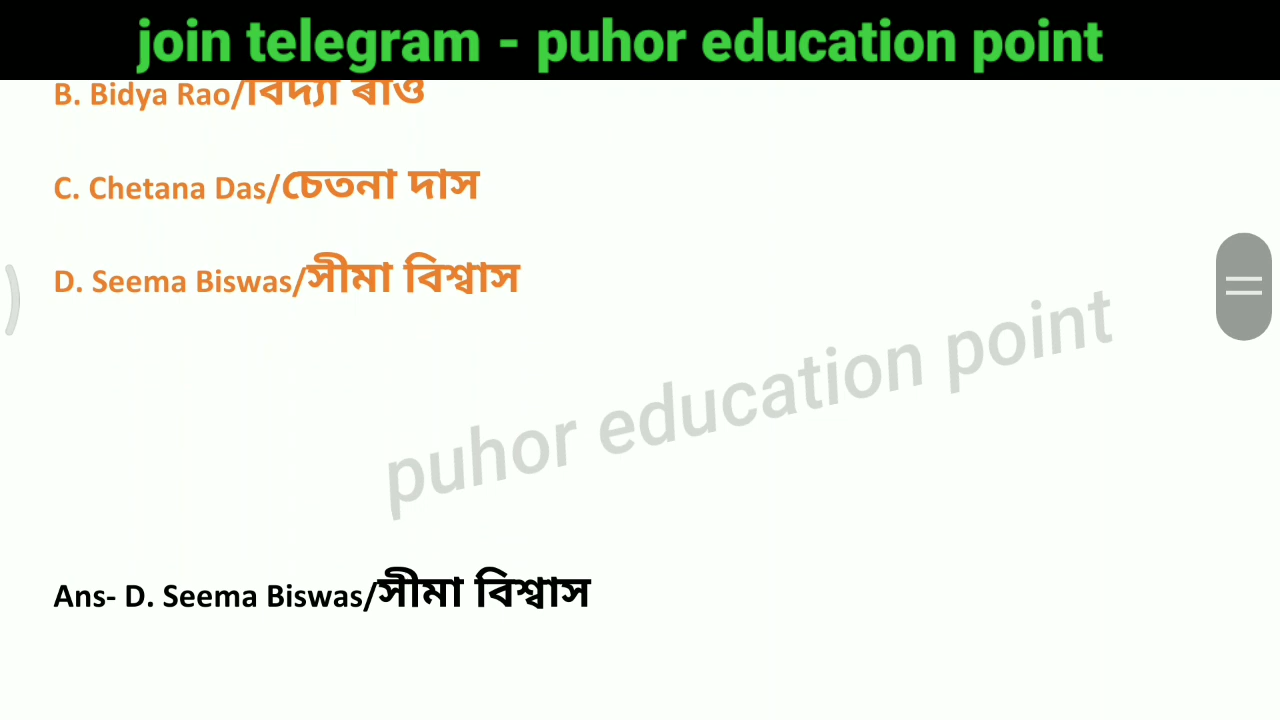 join telegram - puhor education point
B. Bidya Rao/বিদ্যা ৰাও
C. Chetana Das/চেতনা দাস
D. Seema Biswas/সীমা বিশ্বাস
puhor education point
Ans- D. Seema Biswas/সীমা বিশ্বাস